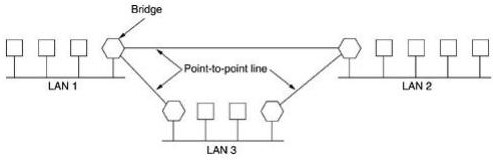 Bridge
Point-to-point line
LAN 1
LAN 2
LAN 3